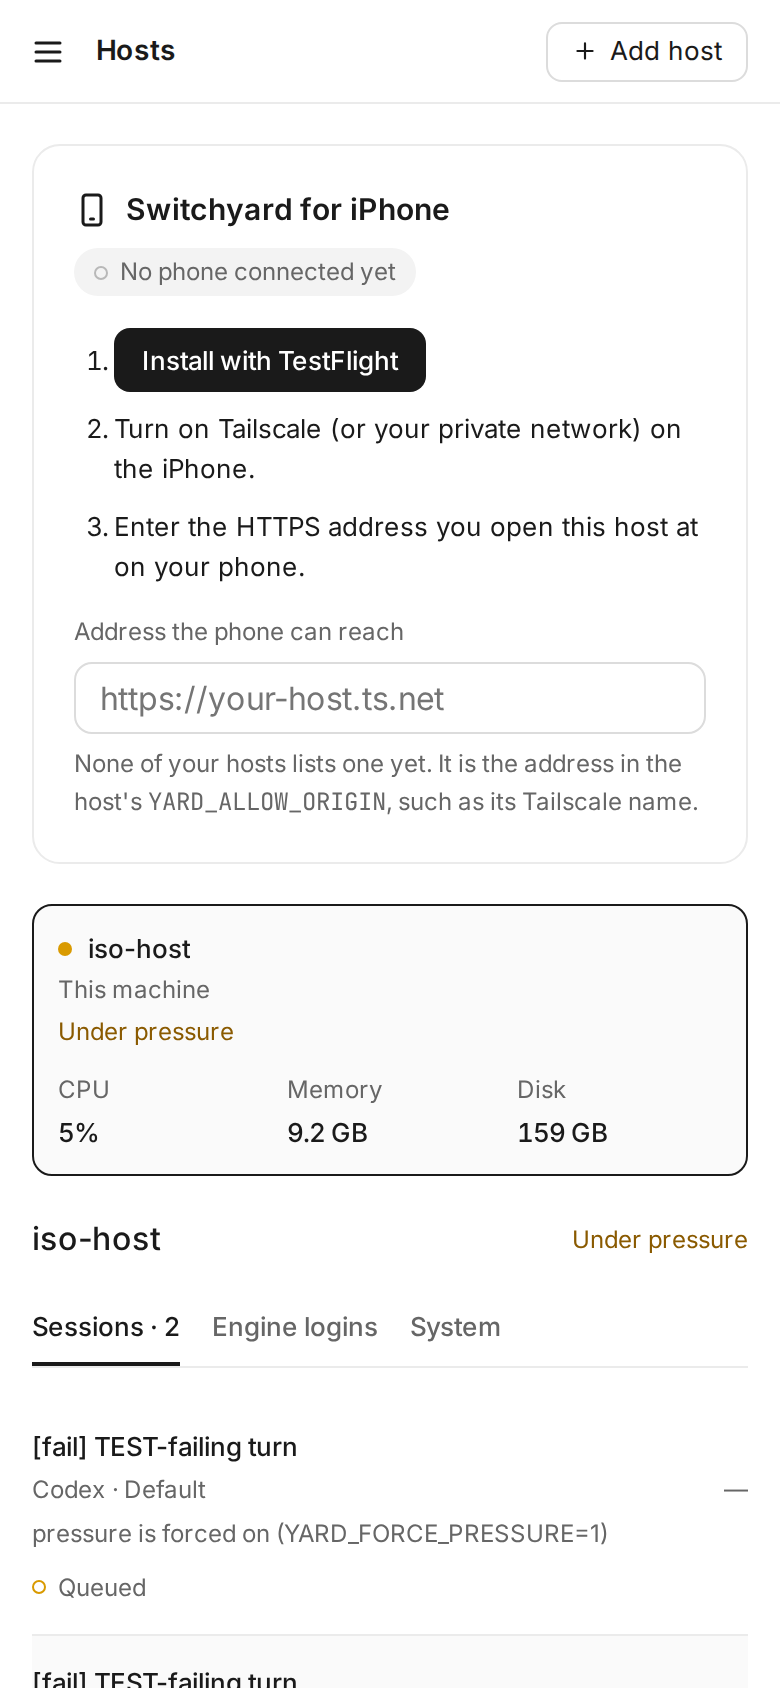 Hosts
+ Add host
Switchyard for iPhone
No phone connected yet
1. Install with TestFlight
2. Turn on Tailscale (or your private network) on
the iPhone.
3. Enter the HTTPS address you open this host at
on your phone.
Address the phone can reach
https://your-host.ts.net
None of your hosts lists one yet. It is the address in the
host's YARD_ALLOW_ORIGIN, such as its Tailscale name.
iso-host
This machine
Under pressure
CPU Memory Disk
5% 9.2 GB 159 GB
iso-host Under pressure
Sessions · 2 Engine logins System
[fail] TEST-failing turn
Codex · Default —
pressure is forced on (YARD_FORCE_PRESSURE=1)
Queued
[fail] TEST-failing turn